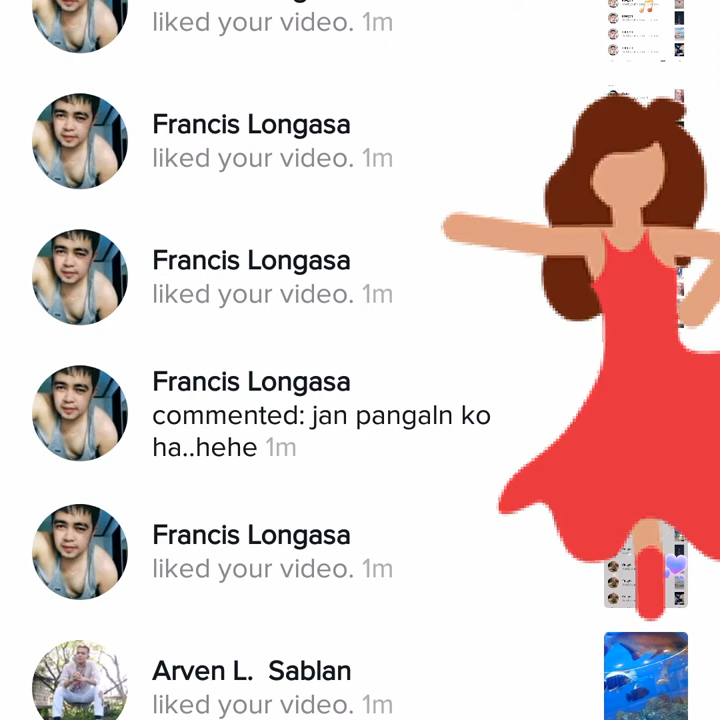 liked your video. 1m
Francis Longasa
liked your video. 1m
Francis Longasa
liked your video. 1m
Francis Longasa
commented: jan pangaln ko
ha..hehe 1m
Francis Longasa
liked your video. 1m
Arven L. Sablan
liked your video. 1m